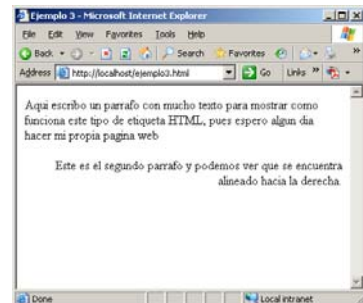 Ejemplo 3 - Microsoft Internet Explorer
File Edit View Favorites Tools Help
Back Search Favorites »
Address http://localhost/ejemplo3.html Go Links »
Aqui escribo un parrafo con mucho texto para mostrar como
funciona este tipo de etiqueta HTML, pues espero algun dia
hacer mi propia pagina web
Este es el segundo parrafo y podemos ver que se encuentra
alineado hacia la derecha.
Done Local intranet